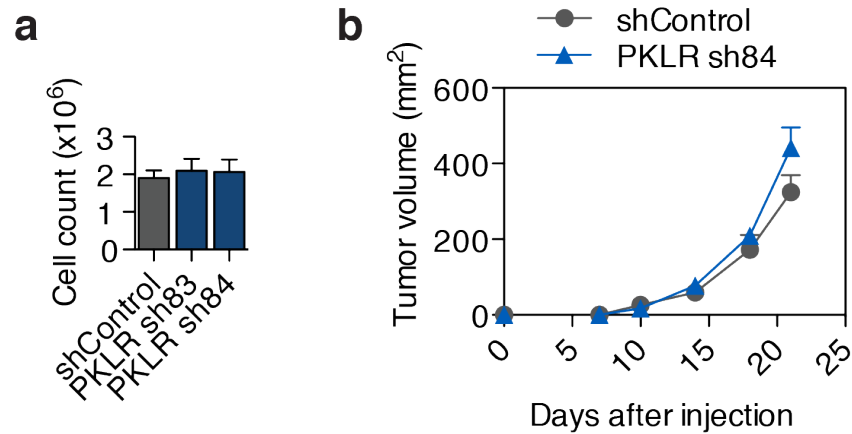 a
Cell count (x10⁶)
3
2
1
0
shControl
PKLR sh83
PKLR sh84
b
shControl
PKLR sh84
Tumor volume (mm²)
600
400
200
0
0 5 10 15 20 25
Days after injection